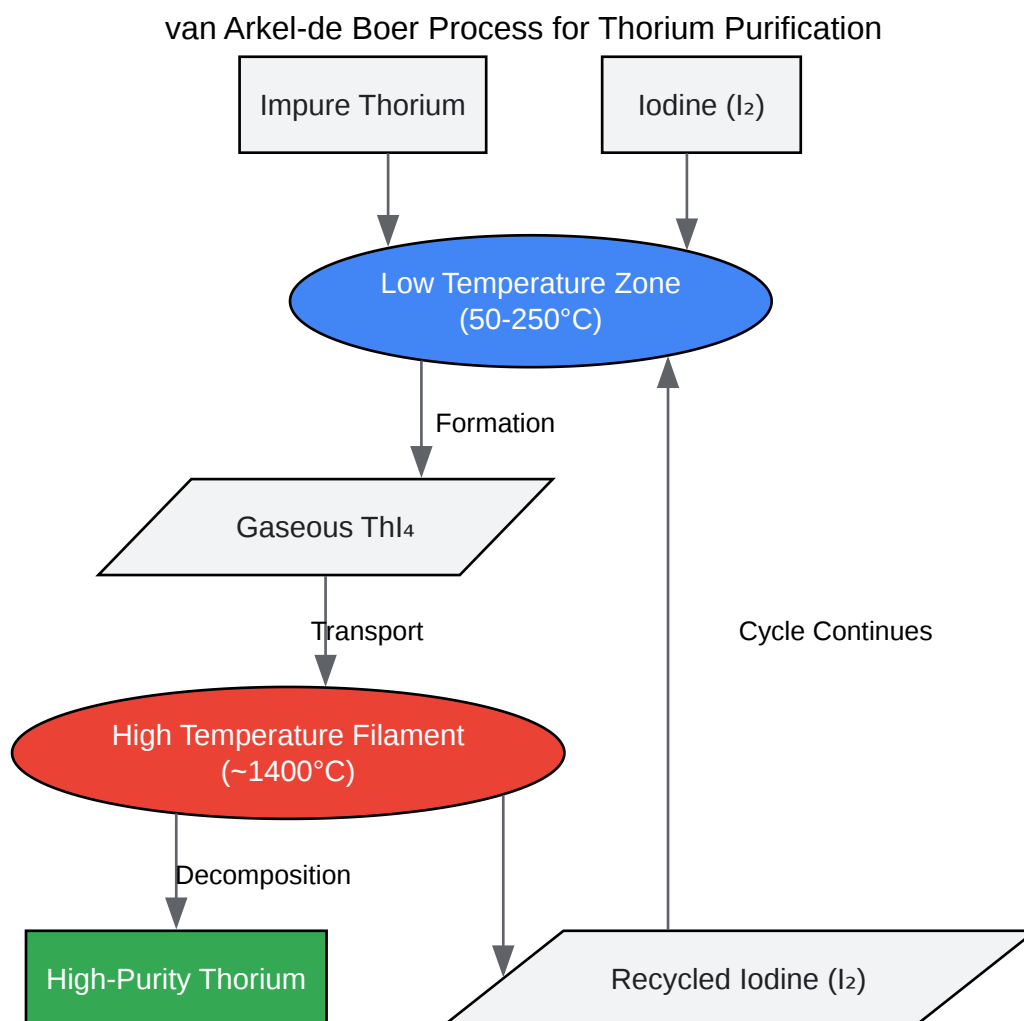 van Arkel-de Boer Process for Thorium Purification
Impure Thorium
Iodine (I₂)
Low Temperature Zone
(50-250°C)
Formation
Gaseous ThI₄
Transport
Cycle Continues
High Temperature Filament
(~1400°C)
Decomposition
High-Purity Thorium
Recycled Iodine (I₂)